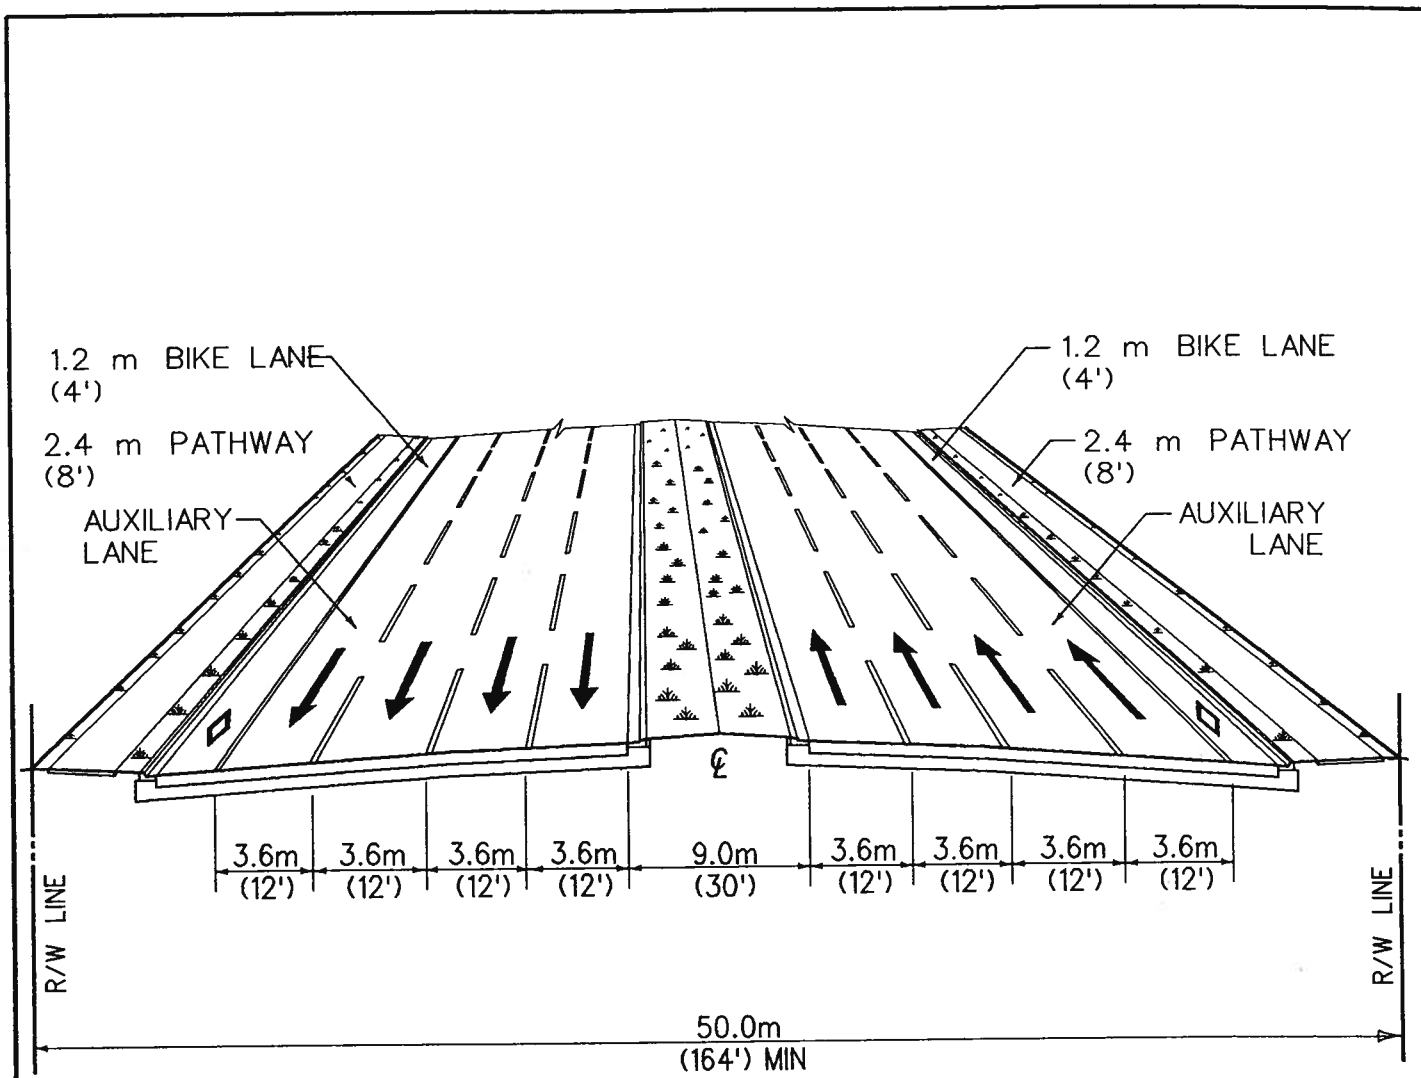 1.2 m BIKE LANE
(4')
2.4 m PATHWAY
(8')
AUXILIARY
LANE
1.2 m BIKE LANE
(4')
2.4 m PATHWAY
(8')
AUXILIARY
LANE
℄
3.6m 3.6m 3.6m 3.6m 9.0m 3.6m 3.6m 3.6m 3.6m
(12') (12') (12') (12') (30') (12') (12') (12') (12')
R/W LINE
R/W LINE
50.0m
(164') MIN